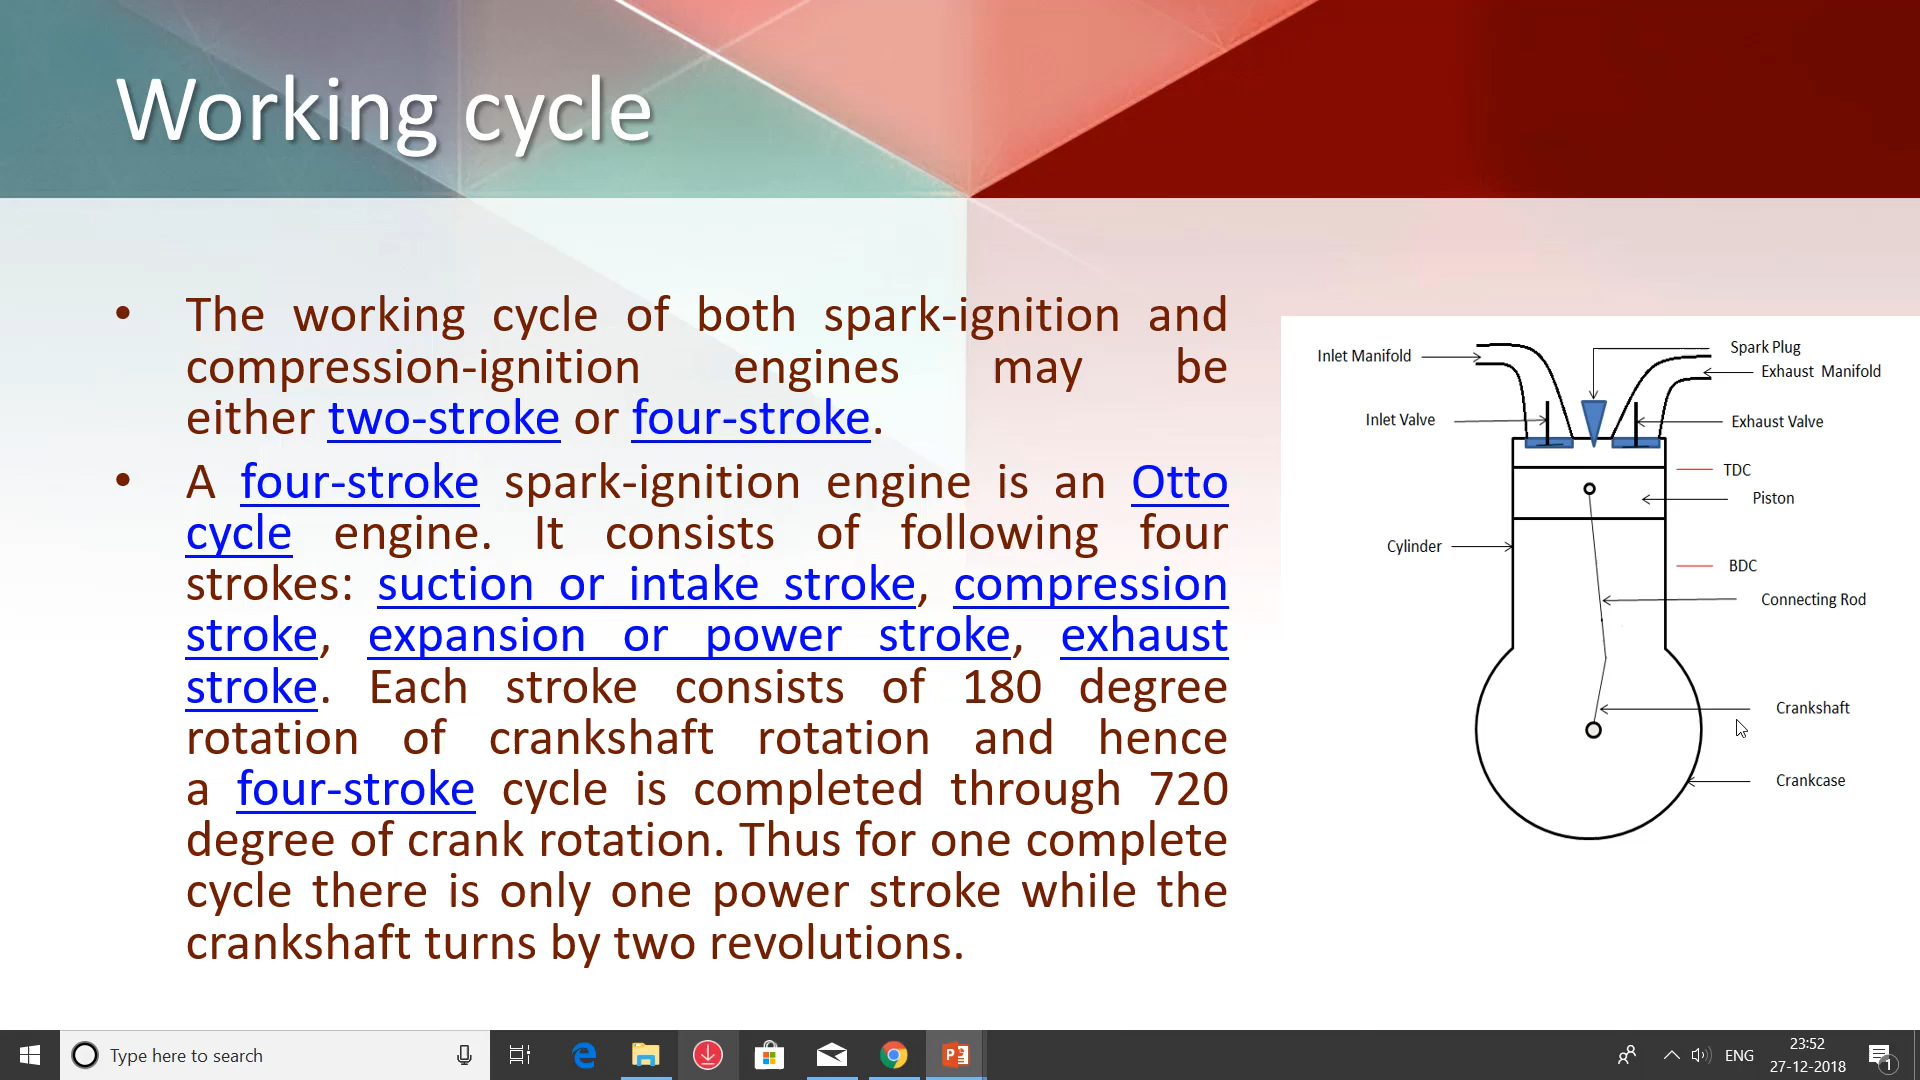 Working cycle
• The working cycle of both spark-ignition and
compression-ignition engines may be
either two-stroke or four-stroke.
• A four-stroke spark-ignition engine is an Otto
cycle engine. It consists of following four
strokes: suction or intake stroke, compression
stroke, expansion or power stroke, exhaust
stroke. Each stroke consists of 180 degree
rotation of crankshaft rotation and hence
a four-stroke cycle is completed through 720
degree of crank rotation. Thus for one complete
cycle there is only one power stroke while the
crankshaft turns by two revolutions.
Spark Plug
Inlet Manifold
Exhaust Manifold
Inlet Valve
Exhaust Valve
TDC
Piston
Cylinder
BDC
Connecting Rod
Crankshaft
Crankcase
Type here to search
ENG
23:52
27-12-2018
1